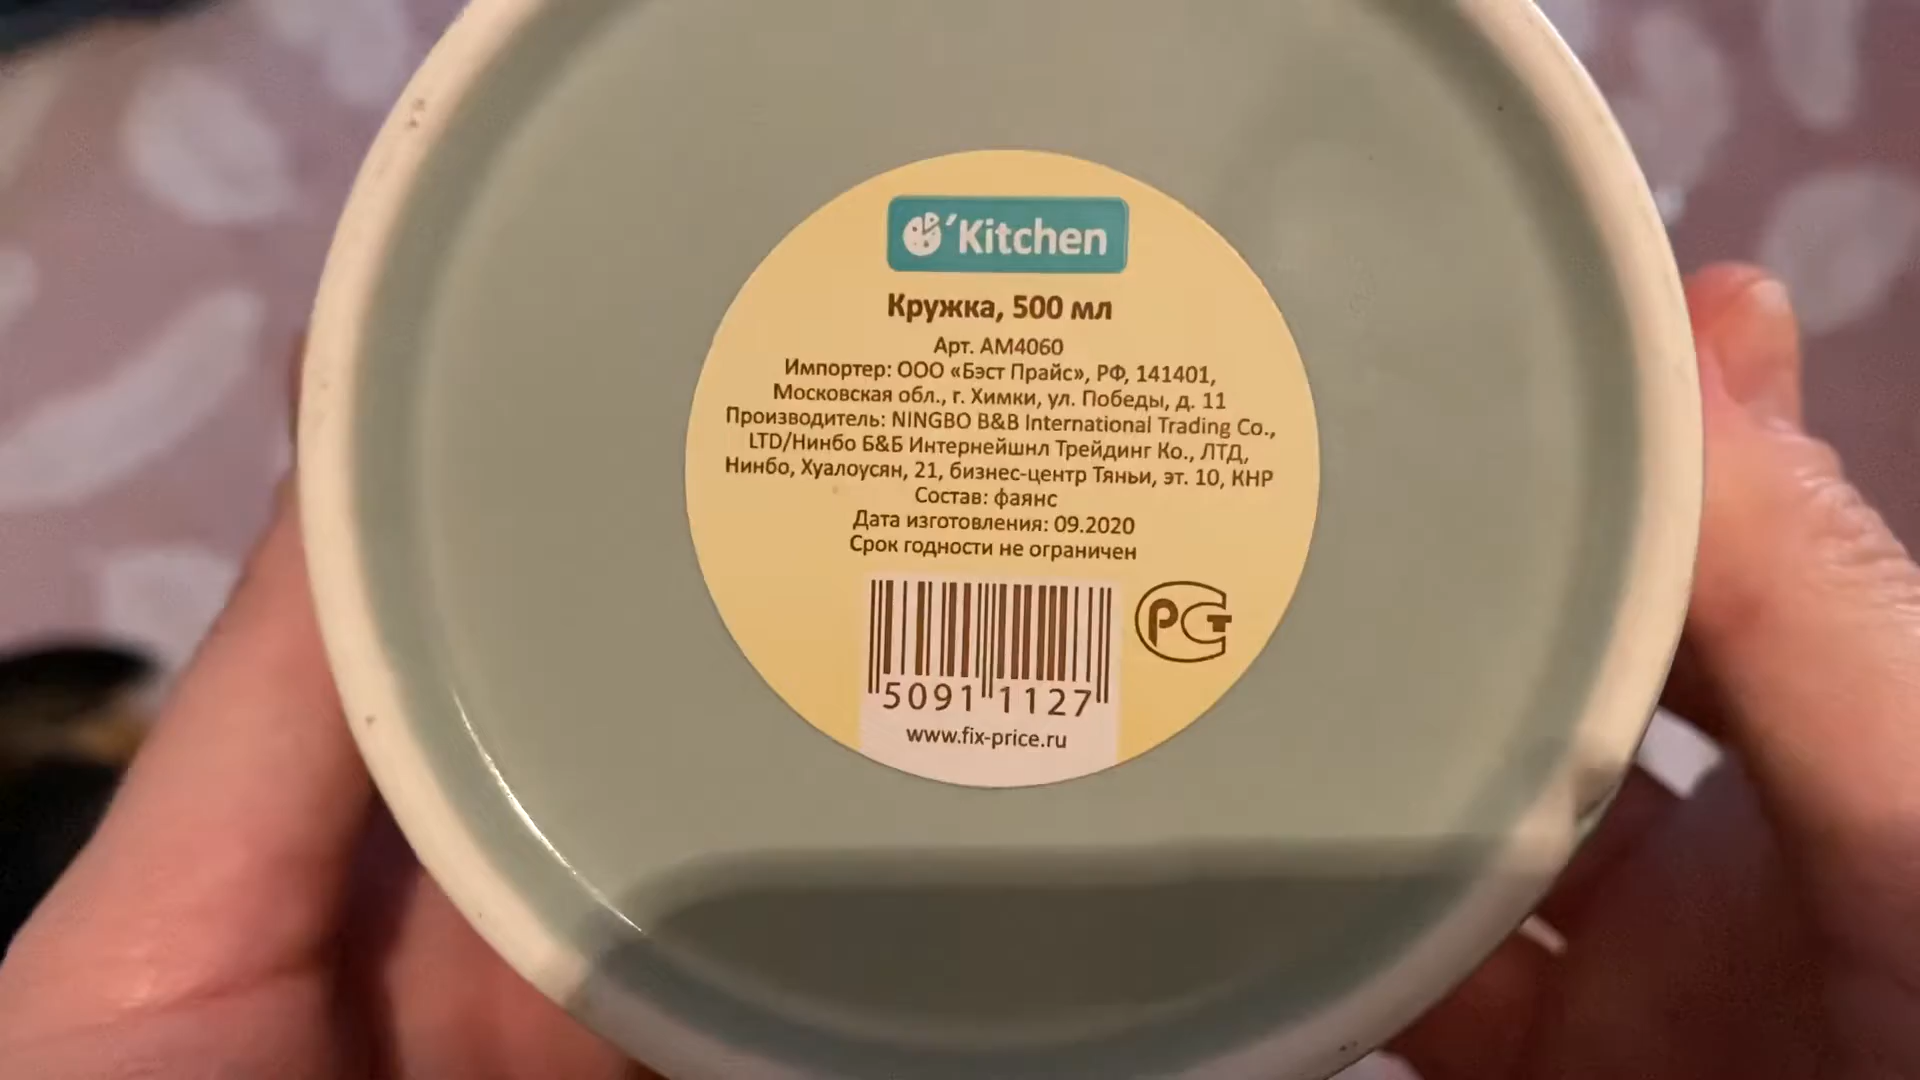 'Kitchen
Кружка, 500 мл
Арт. AM4060
Импортер: ООО «Бэст Прайс», РФ, 141401,
Московская обл., г. Химки, ул. Победы, д. 11
Производитель: NINGBO B&B International Trading Co.,
LTD/Нинбо Б&Б Интернейшнл Трейдинг Ко., ЛТД,
Нинбо, Хуалоусян, 21, бизнес-центр Тяньи, эт. 10, КНР
Состав: фаянс
Дата изготовления: 09.2020
Срок годности не ограничен
5091 1127
РСТ
www.fix-price.ru